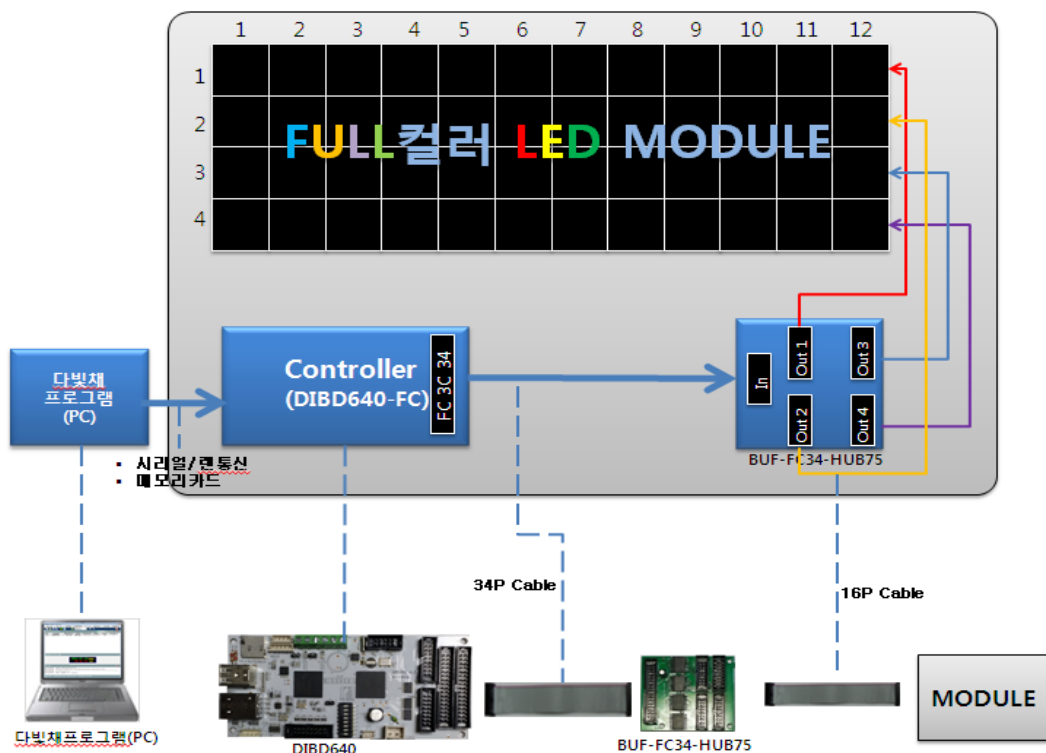 1 2 3 4 5 6 7 8 9 10 11 12
1
2
3
4
FULL컬러 LED MODULE
다빛채
프로그램
(PC)
Controller
(DIBD640-FC)
FC 3C 34
In
Out 1
Out 2
Out 3
Out 4
BUF-FC34-HUB75
• 시리얼/랜통신
• 메모리카드
34P Cable
16P Cable
MODULE
다빛채프로그램(PC)
DIBD640
BUF-FC34-HUB75